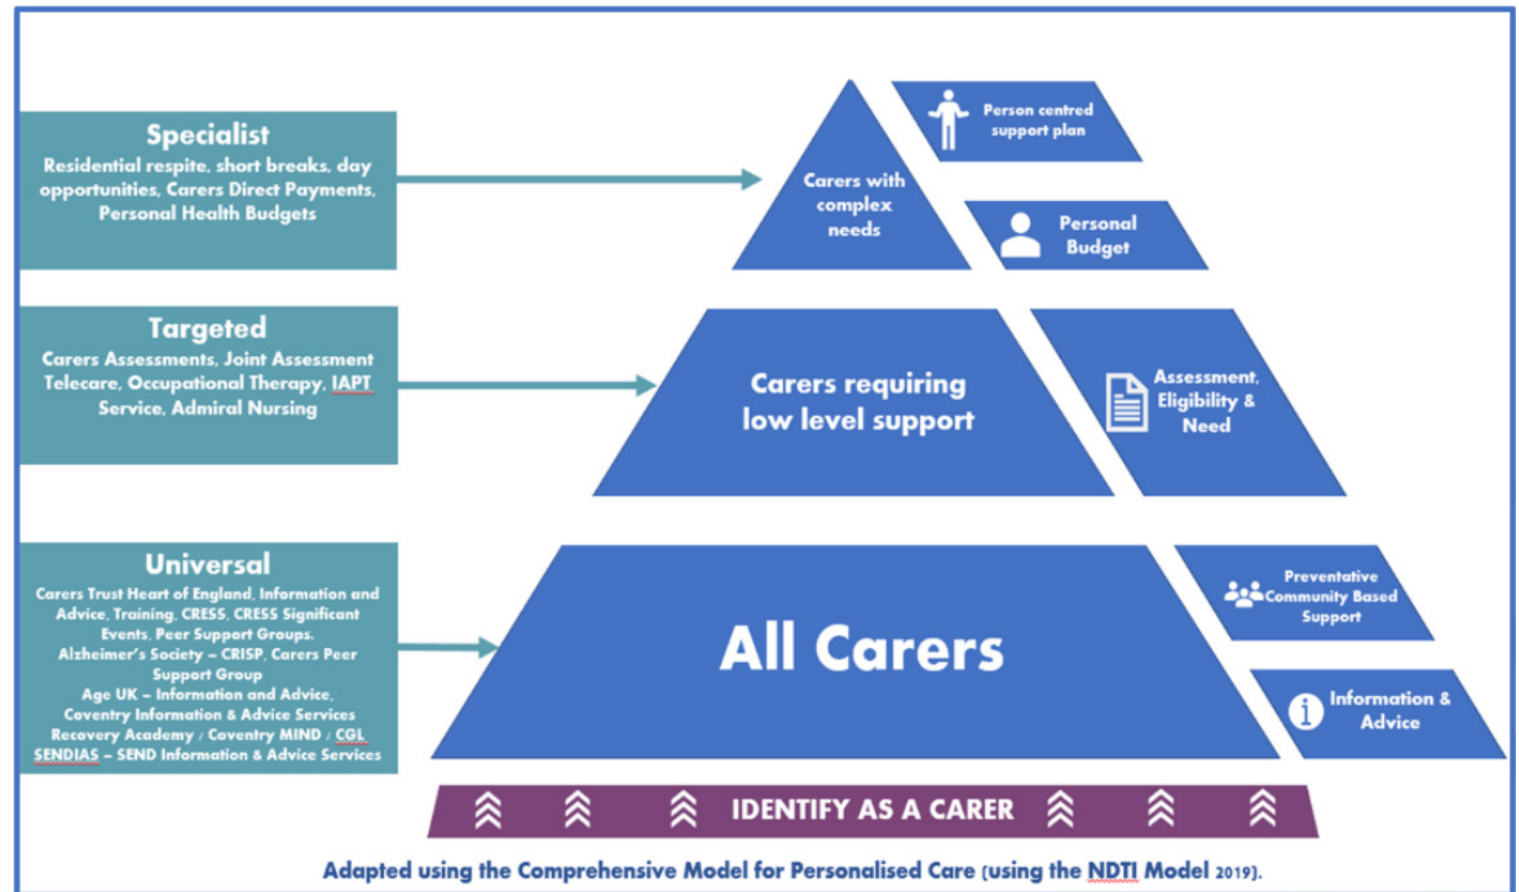 Specialist
Residential respite, short breaks, day
opportunities, Carers Direct Payments,
Personal Health Budgets
Carers with
complex
needs
Person centred
support plan
Personal
Budget
Targeted
Carers Assessments, Joint Assessment
Telecare, Occupational Therapy, IAPT
Service, Admiral Nursing
Carers requiring
low level support
Assessment,
Eligibility &
Need
Universal
Carers Trust Heart of England, Information and
Advice, Training, CRESS, CRESS Significant
Events, Peer Support Groups.
Alzheimer's Society – CRISP, Carers Peer
Support Group
Age UK – Information and Advice,
Coventry Information & Advice Services
Recovery Academy / Coventry MIND / CGL
SENDIAS – SEND Information & Advice Services
All Carers
Preventative
Community Based
Support
i Information &
Advice
IDENTIFY AS A CARER
Adapted using the Comprehensive Model for Personalised Care (using the NDTI Model 2019).